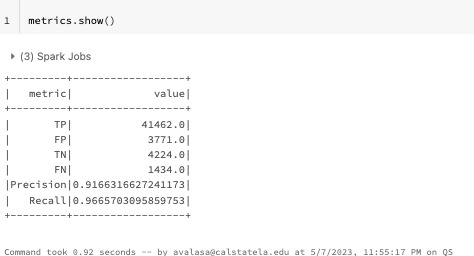 1 metrics.show()
(3) Spark Jobs
+---------+------------------+
|   metric|             value|
+---------+------------------+
|       TP|           41462.0|
|       FP|            3771.0|
|       TN|            4224.0|
|       FN|            1434.0|
|Precision|0.9166316627241173|
|   Recall|0.9665703095859753|
+---------+------------------+
Command took 0.92 seconds -- by avalasa@calstatela.edu at 5/7/2023, 11:55:17 PM on QS